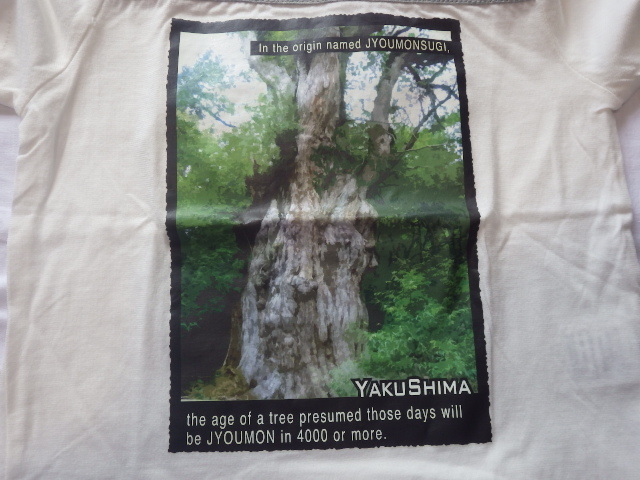 In the origin named JYOUMONSUGI,
YAKUSHIMA
the age of a tree presumed those days will
be JYOUMON in 4000 or more.